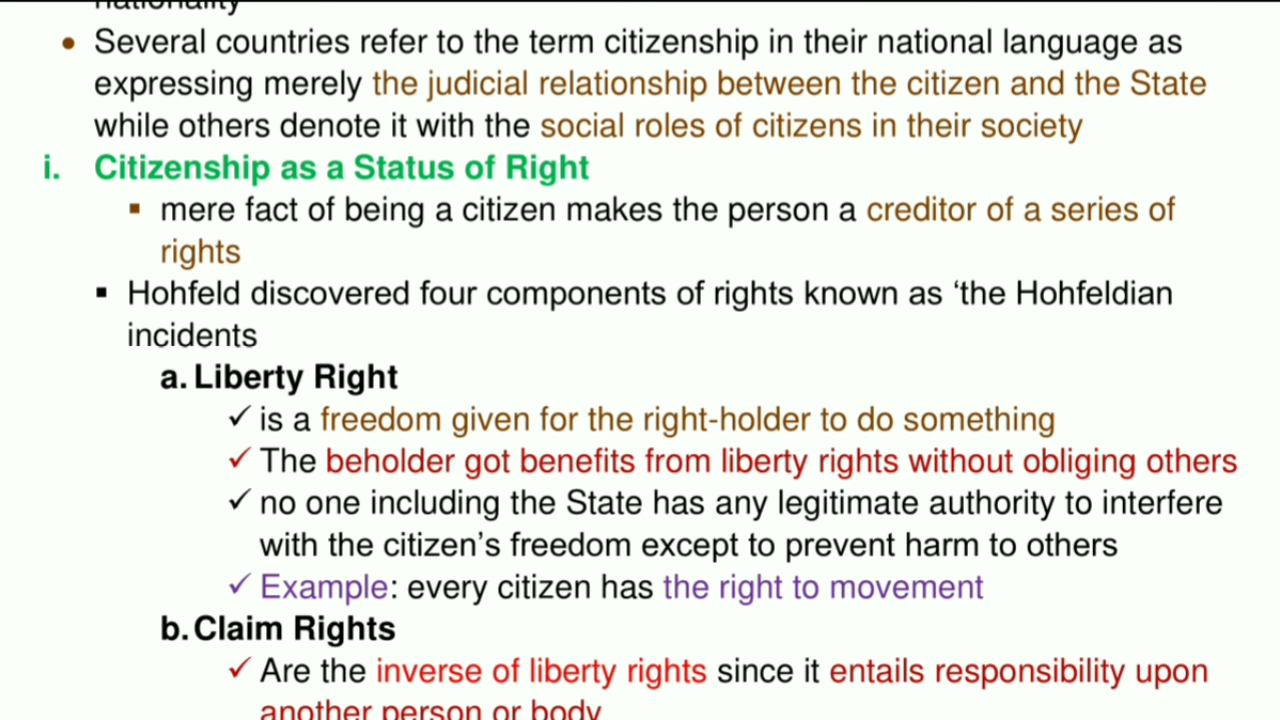 nationality
• Several countries refer to the term citizenship in their national language as
expressing merely the judicial relationship between the citizen and the State
while others denote it with the social roles of citizens in their society
i. Citizenship as a Status of Right
▪ mere fact of being a citizen makes the person a creditor of a series of
rights
▪ Hohfeld discovered four components of rights known as ‘the Hohfeldian
incidents
a. Liberty Right
✓ is a freedom given for the right-holder to do something
✓ The beholder got benefits from liberty rights without obliging others
✓ no one including the State has any legitimate authority to interfere
with the citizen’s freedom except to prevent harm to others
✓ Example: every citizen has the right to movement
b. Claim Rights
✓ Are the inverse of liberty rights since it entails responsibility upon
another person or body